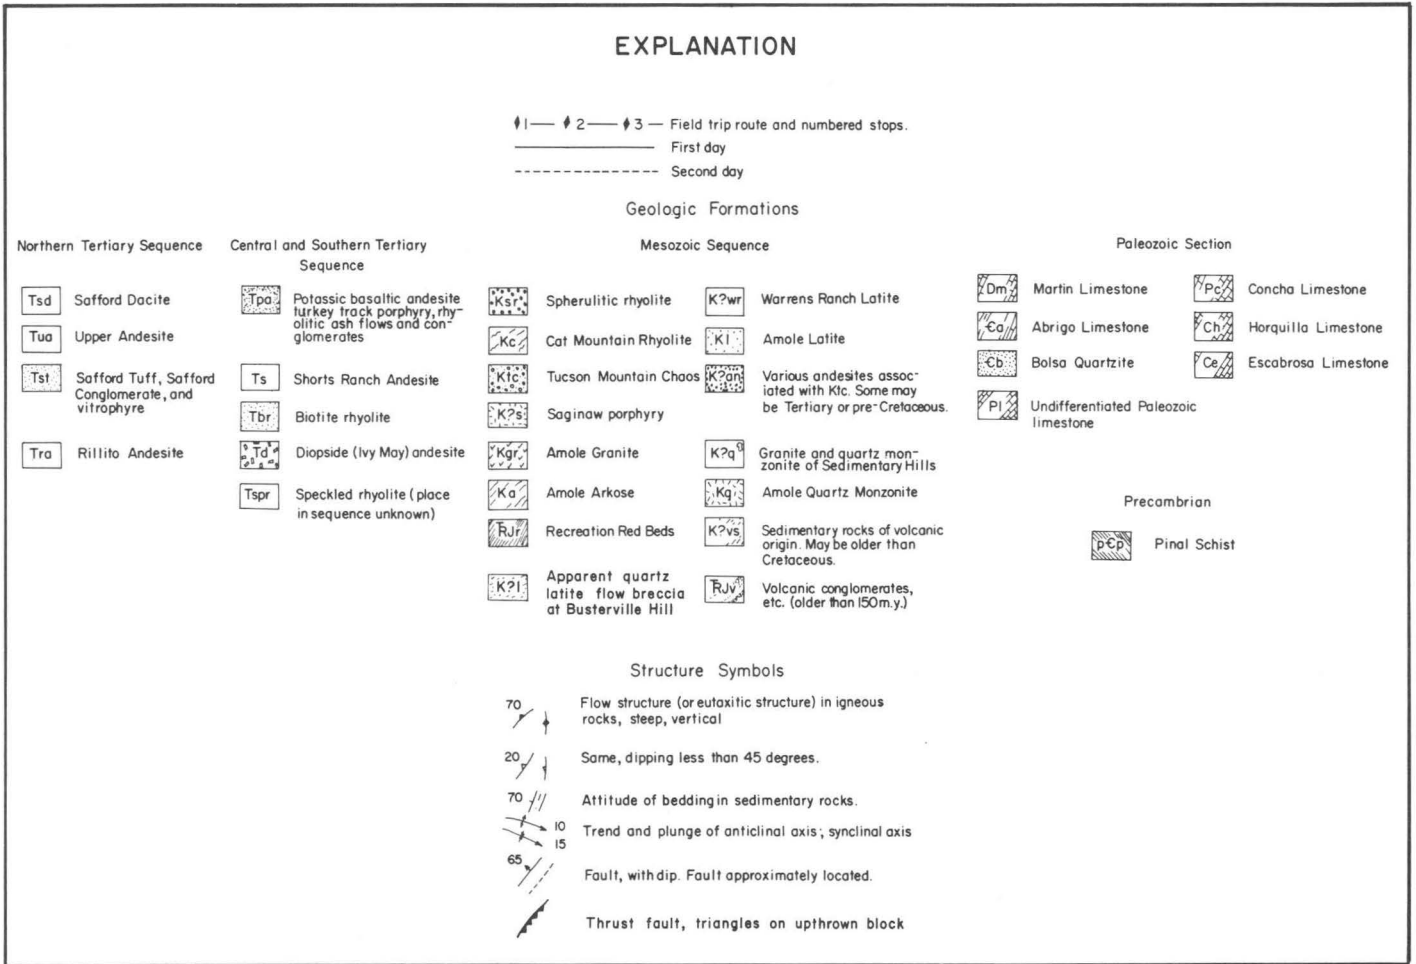 EXPLANATION
1 — 2 — 3 — Field trip route and numbered stops.
First day
Second day
Geologic Formations
Northern Tertiary Sequence
Tsd Safford Dacite
Tua Upper Andesite
Tst Safford Tuff, Safford
Conglomerate, and
vitrophyre
Tra Rillito Andesite
Central and Southern Tertiary
Sequence
Tpa Potassic basaltic andesite
turkey track porphyry, rhy-
olitic ash flows and con-
glomerates
Ts Shorts Ranch Andesite
Tbr Biotite rhyolite
Td Diopside (Ivy May) andesite
Tspr Speckled rhyolite (place
in sequence unknown)
Mesozoic Sequence
Ksr Spherulitic rhyolite
Kc Cat Mountain Rhyolite
Ktc Tucson Mountain Chaos
K?s Saginaw porphyry
Kgr Amole Granite
Ka Amole Arkose
ꞦJr Recreation Red Beds
K?l Apparent quartz
latite flow breccia
at Busterville Hill
K?wr Warrens Ranch Latite
Kl Amole Latite
K?an Various andesites assoc-
iated with Ktc. Some may
be Tertiary or pre-Cretaceous.
K?q Granite and quartz mon-
zonite of Sedimentary Hills
Kq Amole Quartz Monzonite
K?vs Sedimentary rocks of volcanic
origin. May be older than
Cretaceous.
ꞦJv Volcanic conglomerates,
etc. (older than 150 m.y.)
Paleozoic Section
Dm Martin Limestone
Єa Abrigo Limestone
Єb Bolsa Quartzite
Pl Undifferentiated Paleozoic
limestone
Pc Concha Limestone
Ch Horquilla Limestone
Ce Escabrosa Limestone
Precambrian
pЄp Pinal Schist
Structure Symbols
70 Flow structure (or eutaxitic structure) in igneous
rocks, steep, vertical
20 Same, dipping less than 45 degrees.
70 Attitude of bedding in sedimentary rocks.
10 Trend and plunge of anticlinal axis; synclinal axis
15
65 Fault, with dip. Fault approximately located.
Thrust fault, triangles on upthrown block